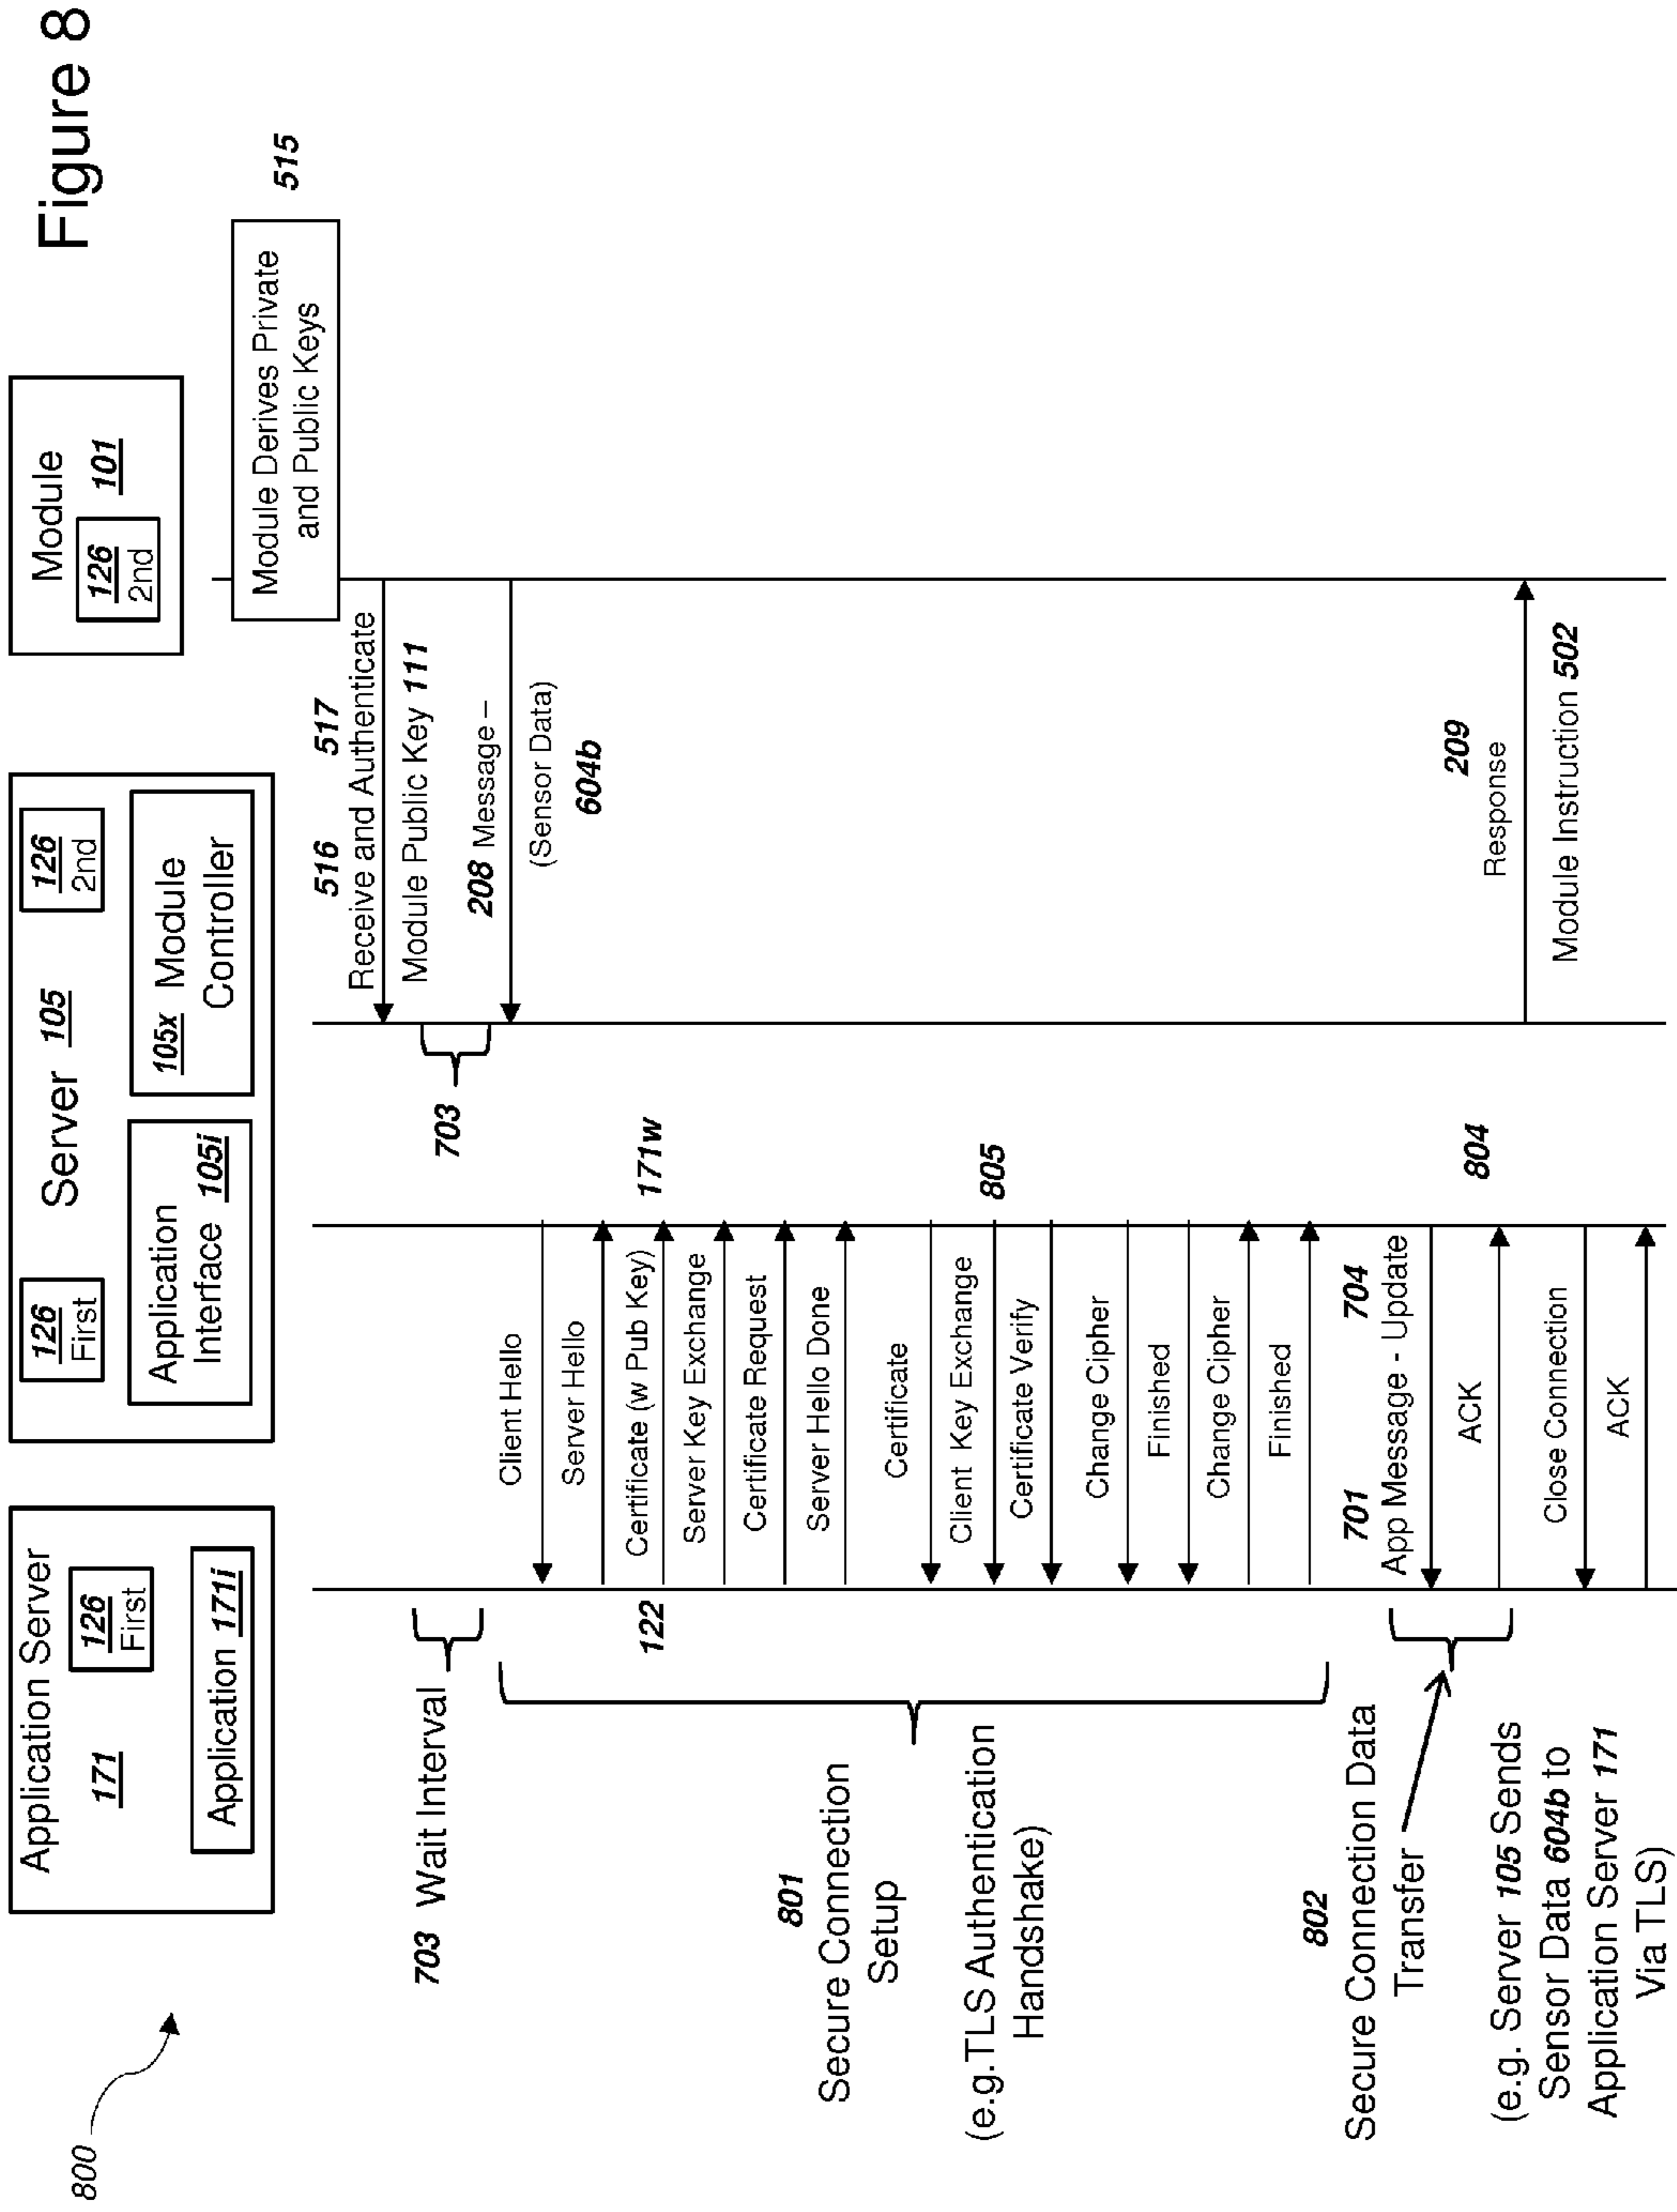 800
Figure 8
Application Server
171
126
First
Application 171i
126
First
Server 105
126
2nd
Application
Interface 105i
105x Module
Controller
Module
126
2nd
101
Module Derives Private
and Public Keys
515
516 517
Receive and Authenticate
Module Public Key 111
703 Wait Interval
703
208 Message –
(Sensor Data)
604b
Client Hello
Server Hello
122
171w
Certificate (w Pub Key)
Server Key Exchange
Certificate Request
Server Hello Done
801
Secure Connection
Setup
(e.g.TLS Authentication
Handshake)
Certificate
Client Key Exchange
805
Certificate Verify
Change Cipher
Finished
Change Cipher
Finished
802
Secure Connection Data
Transfer
(e.g. Server 105 Sends
Sensor Data 604b to
Application Server 171
Via TLS)
701 704
App Message - Update
ACK
804
Close Connection
ACK
209
Response
Module Instruction 502